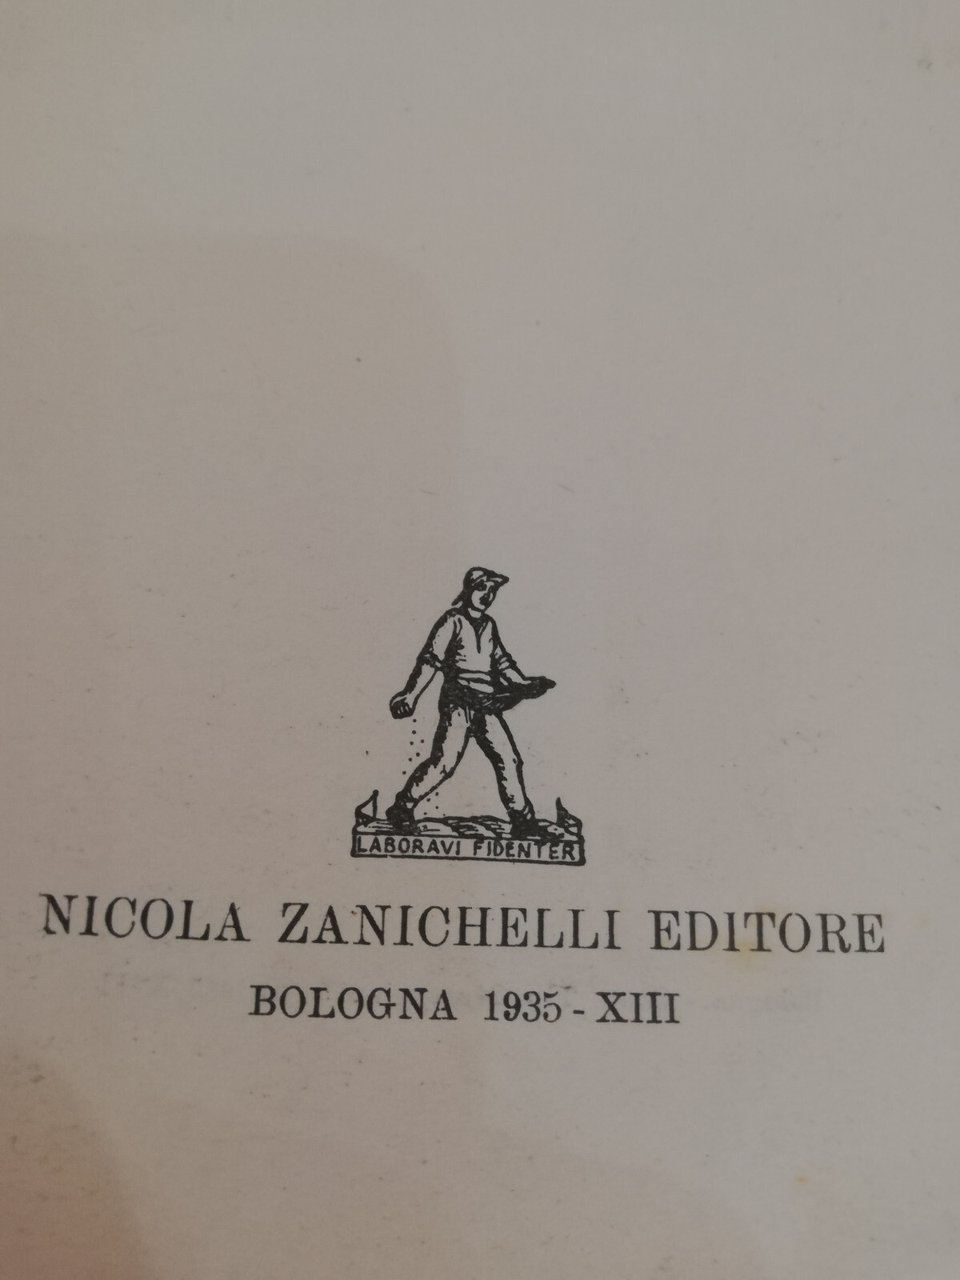 LABORAVI FIDENTER
NICOLA ZANICHELLI EDITORE
BOLOGNA 1935 - XIII